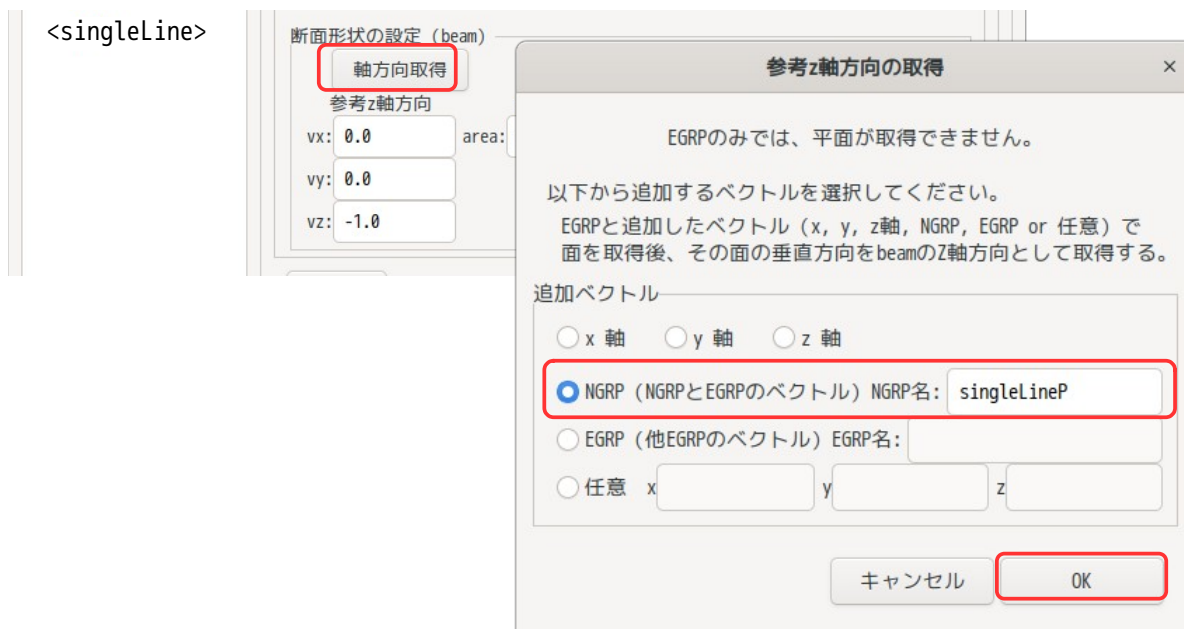 <singleLine>
断面形状の設定 (beam)
軸方向取得
参考z軸方向
vx: 0.0 area:
vy: 0.0
vz: -1.0
参考z軸方向の取得 ×
EGRPのみでは、平面が取得できません。
以下から追加するベクトルを選択してください。
EGRPと追加したベクトル (x, y, z軸, NGRP, EGRP or 任意) で
面を取得後、その面の垂直方向をbeamのZ軸方向として取得する。
追加ベクトル
x 軸 y 軸 z 軸
NGRP (NGRPとEGRPのベクトル) NGRP名: singleLineP
EGRP (他EGRPのベクトル) EGRP名:
任意 x y z
キャンセル OK